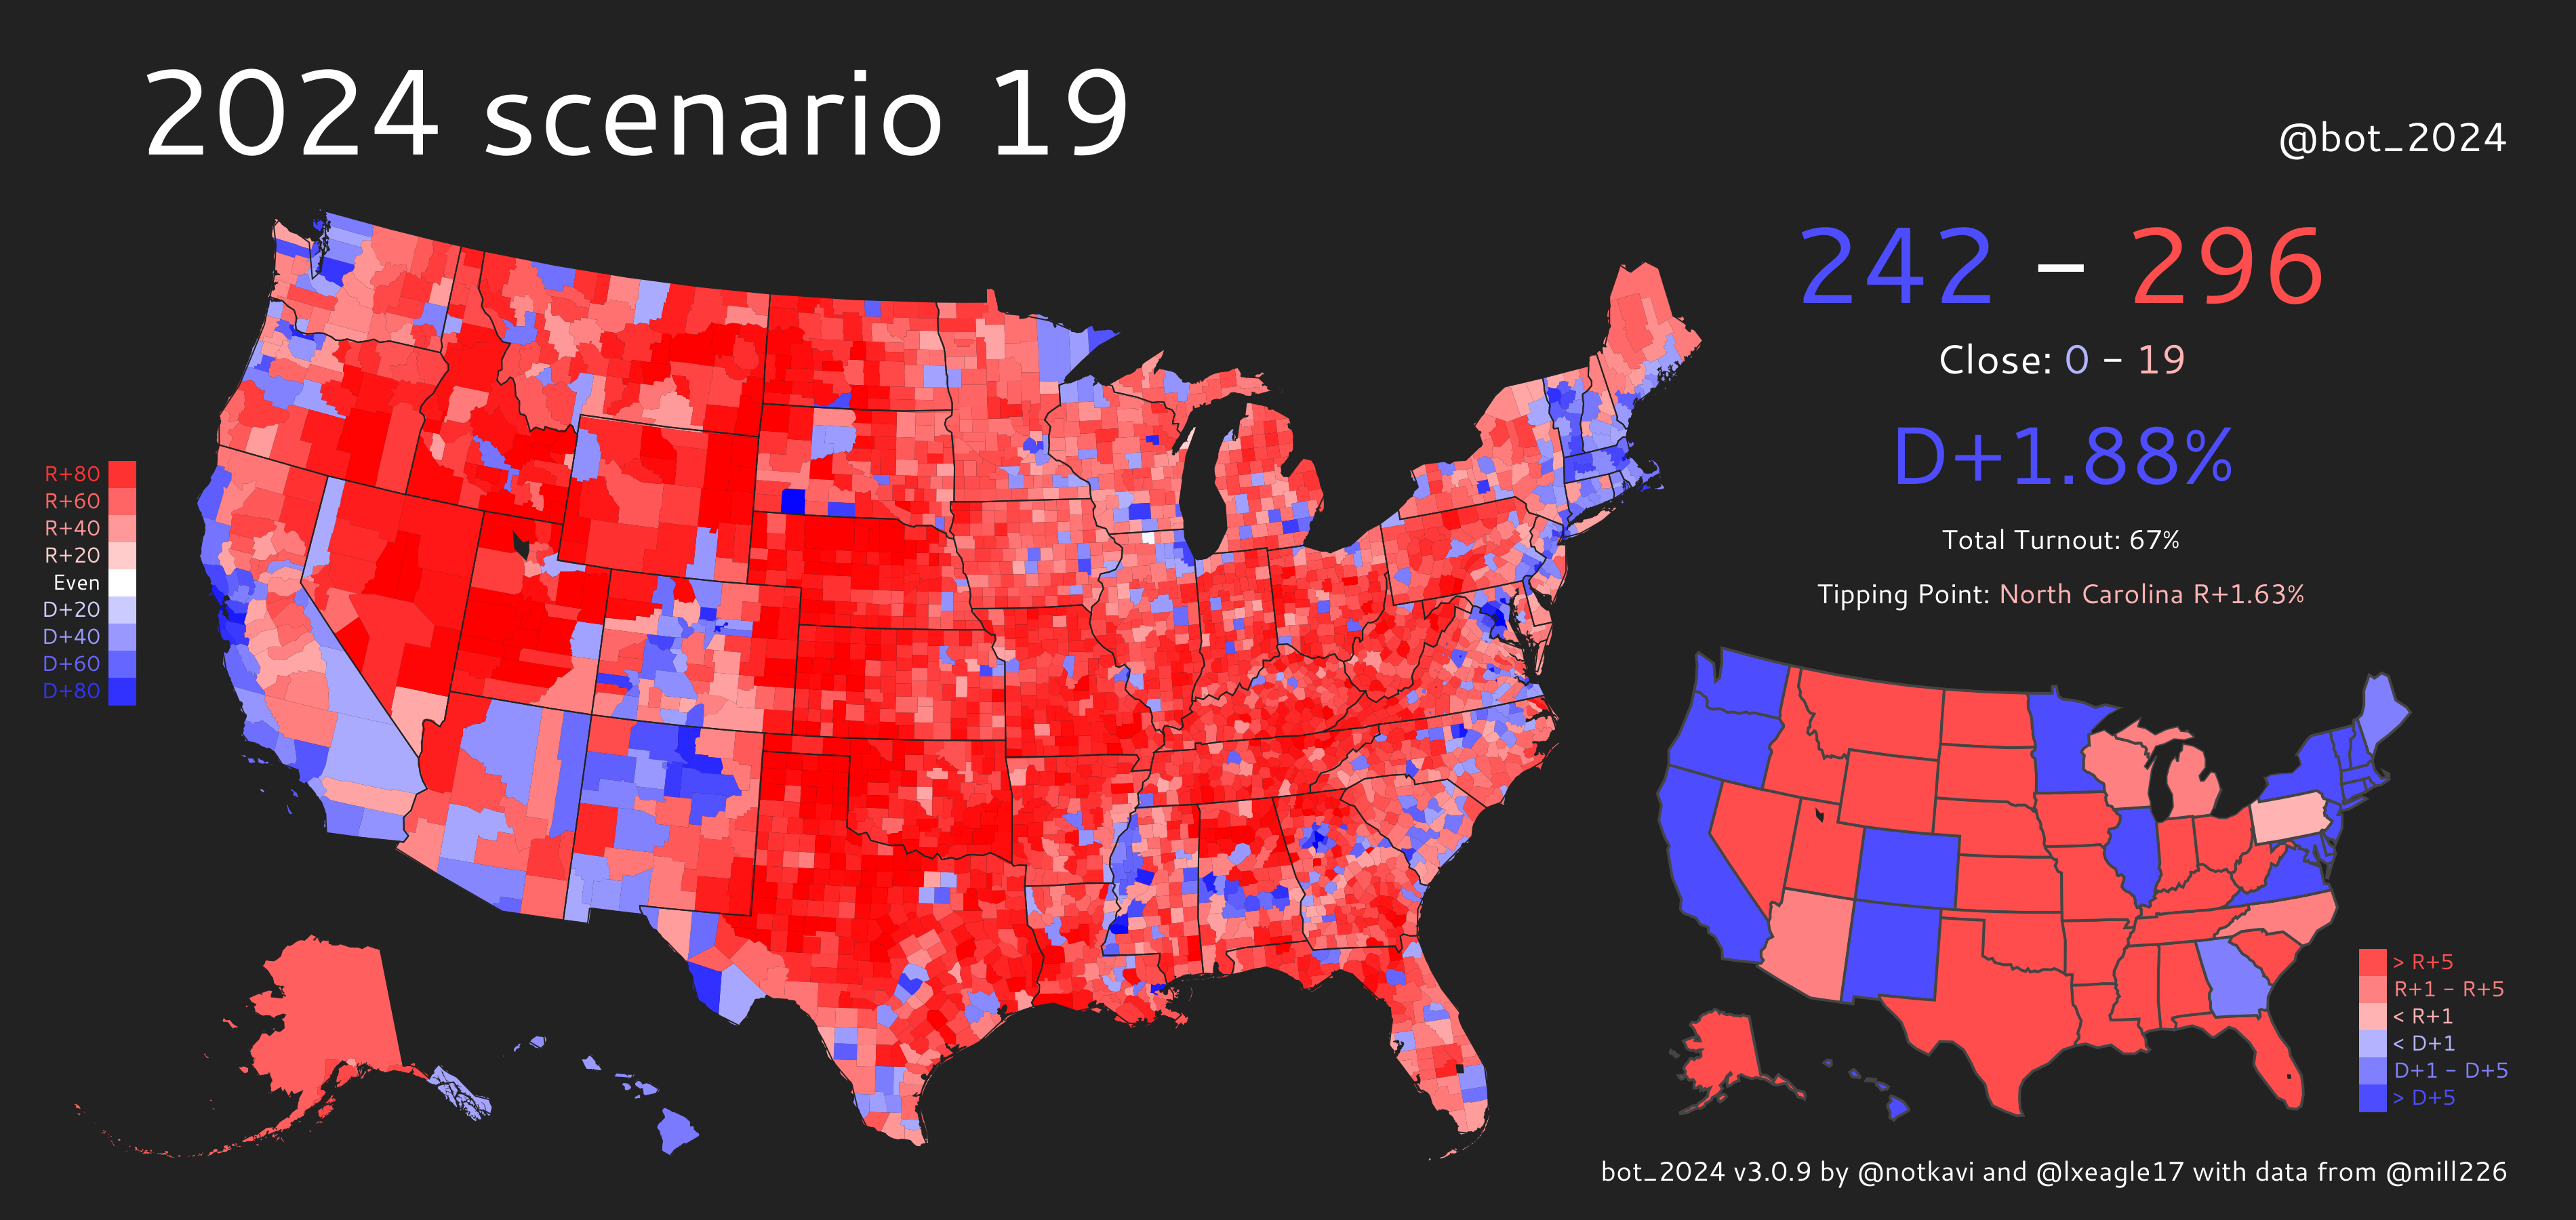 2024 scenario 19
@bot_2024
242 – 296
Close: 0 – 19
D+1.88%
Total Turnout: 67%
Tipping Point: North Carolina R+1.63%
R+80
R+60
R+40
R+20
Even
D+20
D+40
D+60
D+80
> R+5
R+1 – R+5
< R+1
< D+1
D+1 – D+5
> D+5
bot_2024 v3.0.9 by @notkavi and @lxeagle17 with data from @mill226